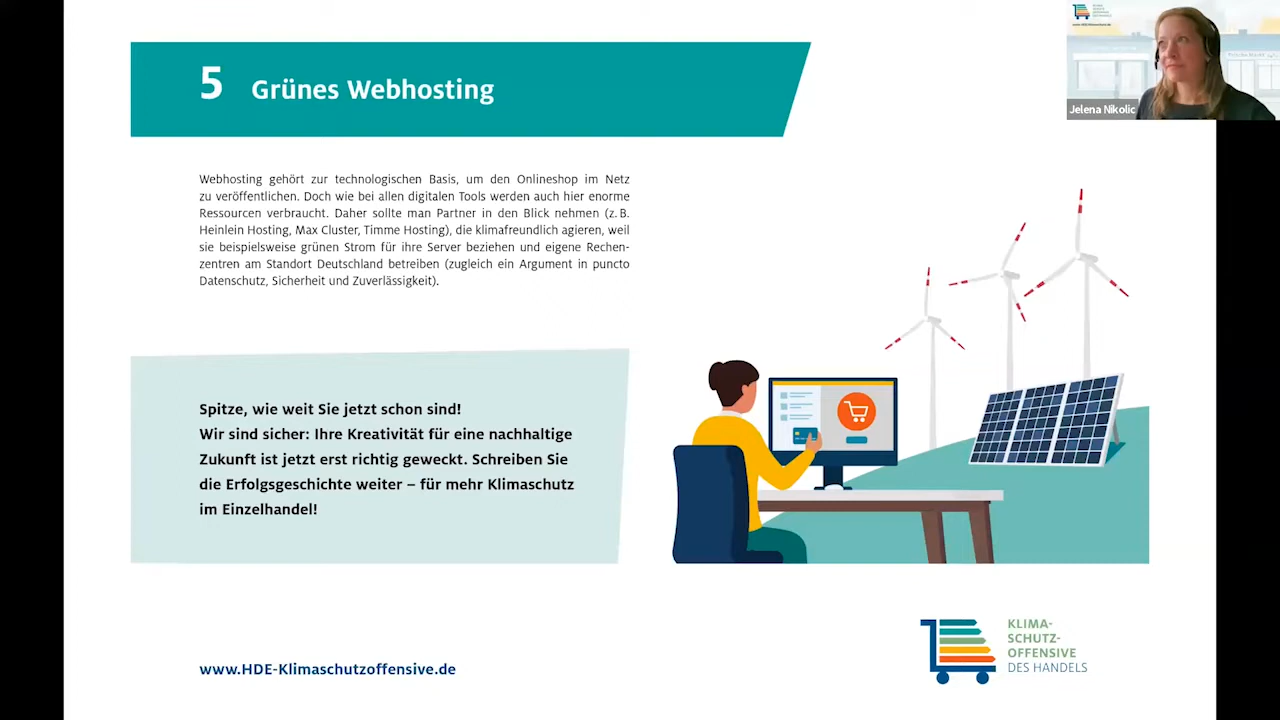 5 Grünes Webhosting
Webhosting gehört zur technologischen Basis, um den Onlineshop im Netz
zu veröffentlichen. Doch wie bei allen digitalen Tools werden auch hier enorme
Ressourcen verbraucht. Daher sollte man Partner in den Blick nehmen (z. B.
Heinlein Hosting, Max Cluster, Timme Hosting), die klimafreundlich agieren, weil
sie beispielsweise grünen Strom für ihre Server beziehen und eigene Rechen-
zentren am Standort Deutschland betreiben (zugleich ein Argument in puncto
Datenschutz, Sicherheit und Zuverlässigkeit).
Spitze, wie weit Sie jetzt schon sind!
Wir sind sicher: Ihre Kreativität für eine nachhaltige
Zukunft ist jetzt erst richtig geweckt. Schreiben Sie
die Erfolgsgeschichte weiter – für mehr Klimaschutz
im Einzelhandel!
www.HDE-Klimaschutzoffensive.de
KLIMA-
SCHUTZ-
OFFENSIVE
DES HANDELS
Jelena Nikolic